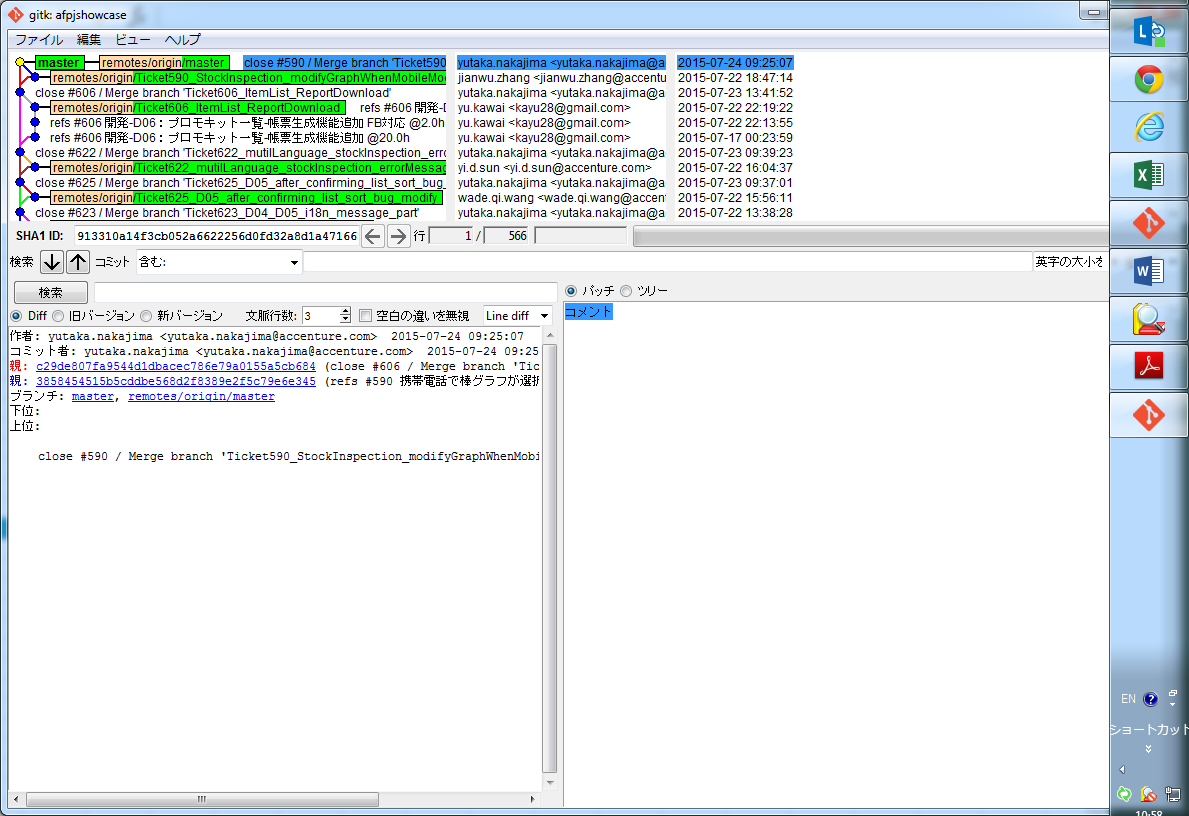 gitk: afpjshowcase
ファイル 編集 ビュー ヘルプ
master remotes/origin/master close #590 / Merge branch 'Ticket590 yutaka.nakajima <yutaka.nakajima@a 2015-07-24 09:25:07
remotes/origin/Ticket590_StockInspection_modifyGraphWhenMobileMo jianwu.zhang <jianwu.zhang@accentu 2015-07-22 18:47:14
close #606 / Merge branch 'Ticket606_ItemList_ReportDownload' yutaka.nakajima <yutaka.nakajima@a 2015-07-23 13:41:52
remotes/origin/Ticket606_ItemList_ReportDownload refs #606 開発-D yu.kawai <kayu28@gmail.com> 2015-07-22 22:19:22
refs #606 開発-D06：プロモキット一覧-帳票生成機能追加 FB対応 @2.0h yu.kawai <kayu28@gmail.com> 2015-07-22 22:13:55
refs #606 開発-D06：プロモキット一覧-帳票生成機能追加 @20.0h yu.kawai <kayu28@gmail.com> 2015-07-17 00:23:59
close #622 / Merge branch 'Ticket622_mutilLanguage_stockInspection_erro yutaka.nakajima <yutaka.nakajima@a 2015-07-23 09:39:23
remotes/origin/Ticket622_mutilLanguage_stockInspection_errorMessag yi.d.sun <yi.d.sun@accenture.com> 2015-07-22 16:04:37
close #625 / Merge branch 'Ticket625_D05_after_confirming_list_sort_bug_ yutaka.nakajima <yutaka.nakajima@a 2015-07-23 09:37:01
remotes/origin/Ticket625_D05_after_confirming_list_sort_bug_modify wade.qi.wang <wade.qi.wang@accen 2015-07-22 15:56:11
close #623 / Merge branch 'Ticket623_D04_D05_i18n_message_part' yutaka.nakajima <yutaka.nakajima@a 2015-07-22 13:38:28
SHA1 ID: 913310a14f3cb052a6622256d0fd32a8d1a47166 行 1 / 566
検索 コミット 含む: 英字の大小を
検索 パッチ ツリー
Diff 旧バージョン 新バージョン 文脈行数: 3 空白の違いを無視 Line diff コメント
作者: yutaka.nakajima <yutaka.nakajima@accenture.com> 2015-07-24 09:25:07
コミット者: yutaka.nakajima <yutaka.nakajima@accenture.com> 2015-07-24 09:25
親: c29de807fa9544d1dbacec786e79a0155a5cb684 (close #606 / Merge branch 'Tic
親: 3858454515b5cddbe568d2f8389e2f5c79e6e345 (refs #590 携帯電話で棒グラフが選択
ブランチ: master, remotes/origin/master
下位:
上位:
close #590 / Merge branch 'Ticket590_StockInspection_modifyGraphWhenMobi
EN
ショートカット
10:58